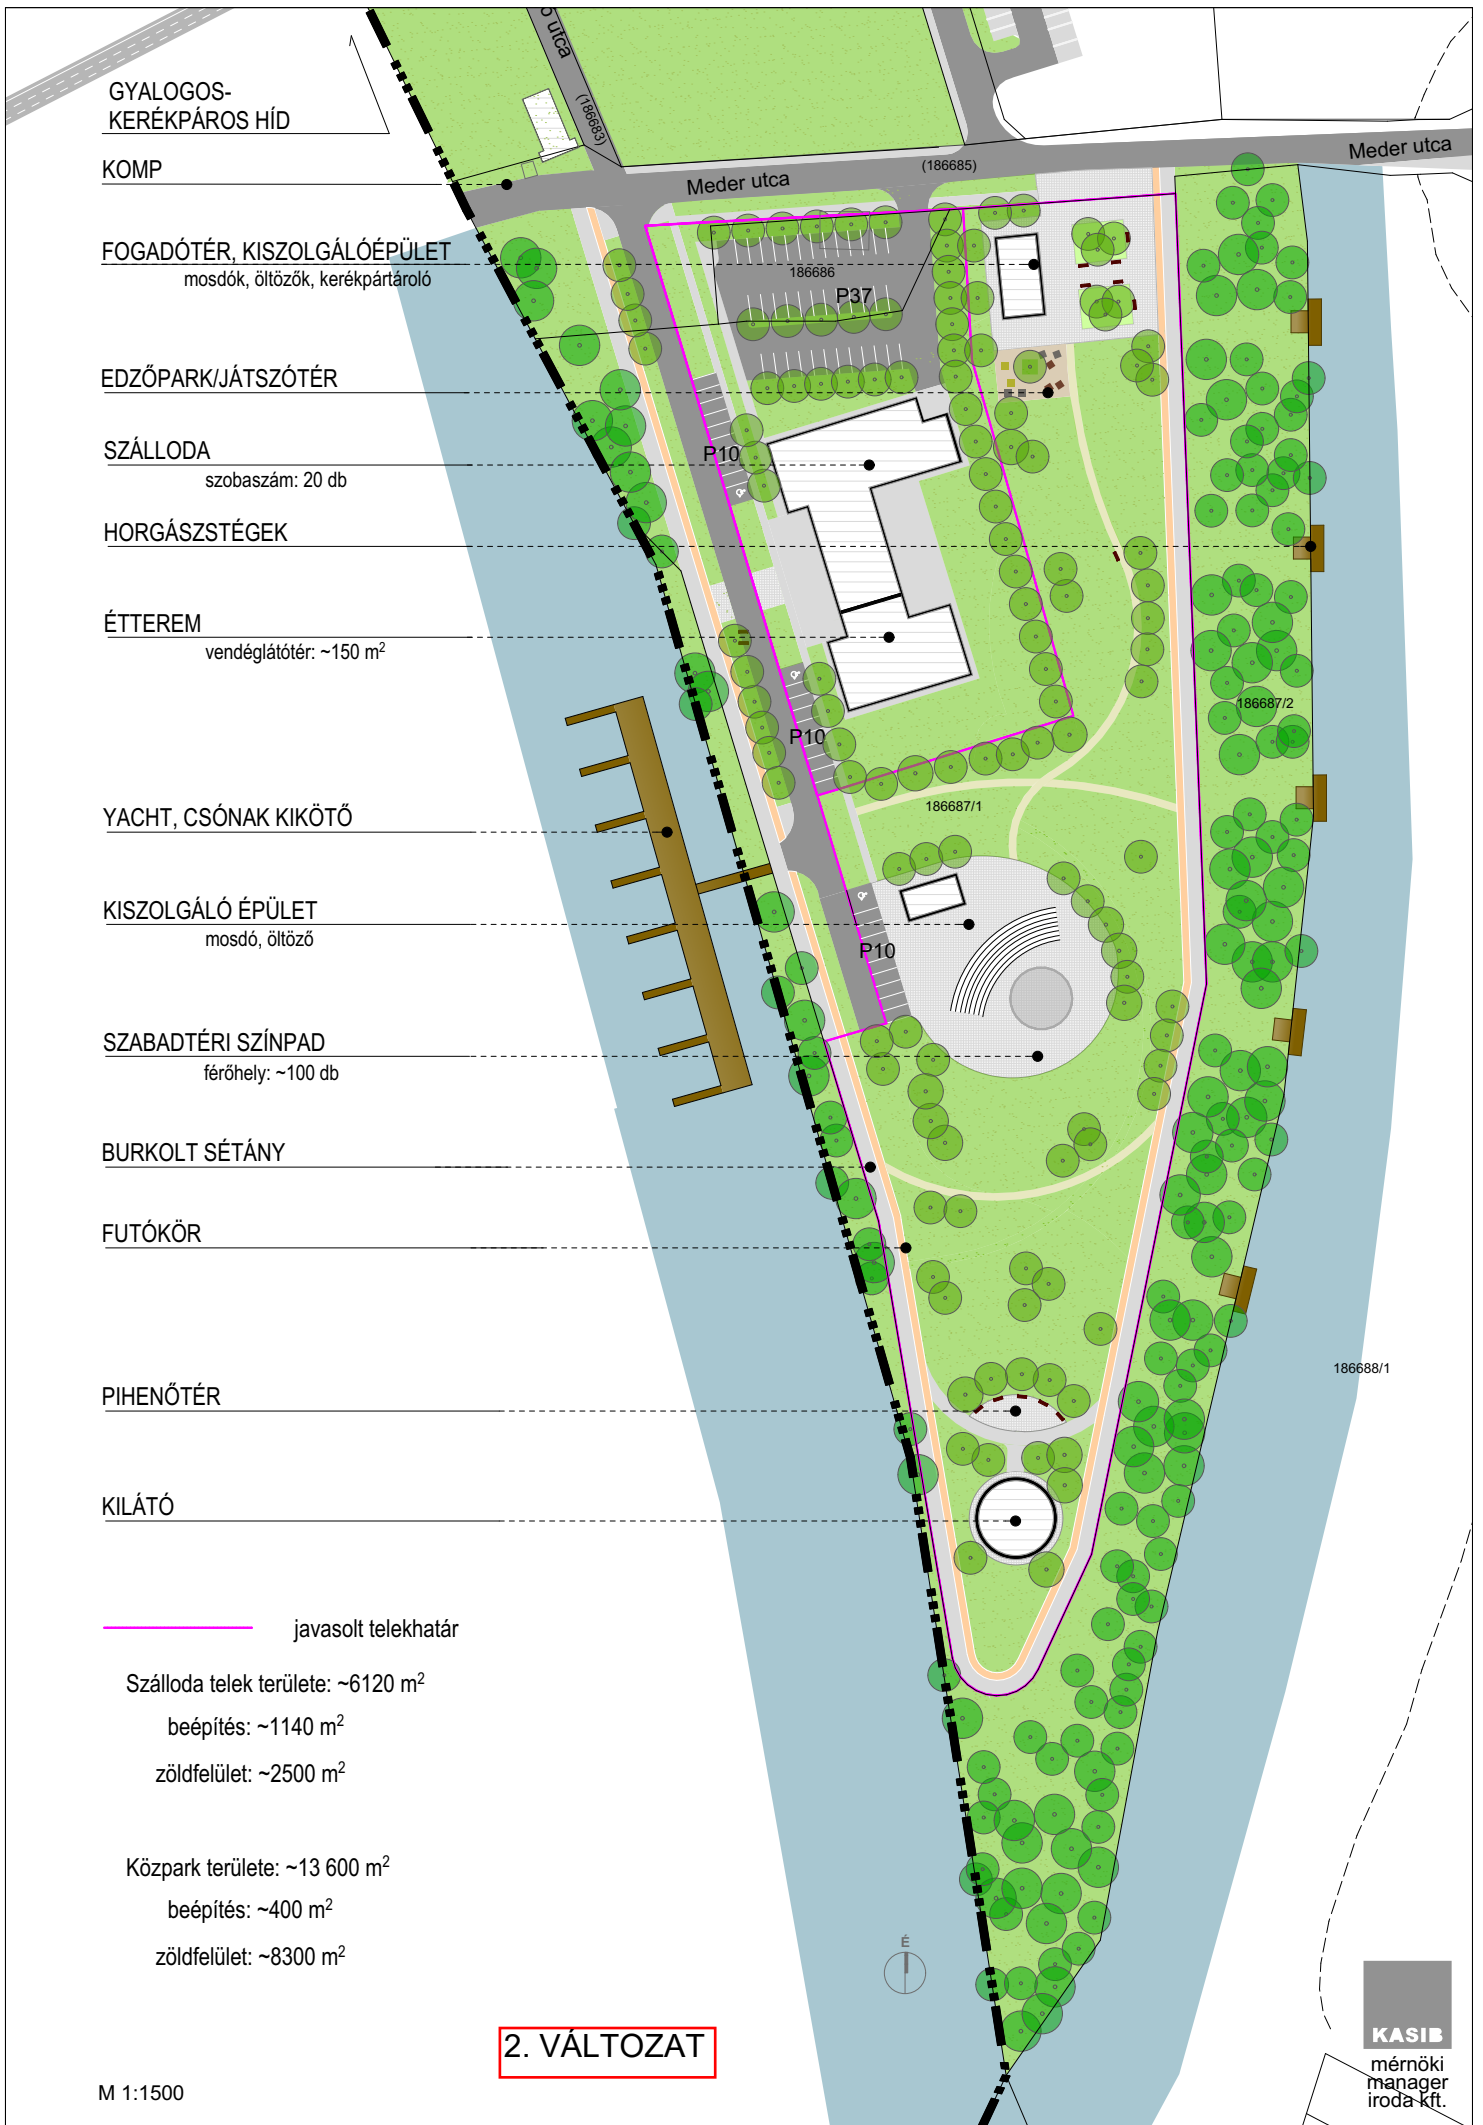 ó utca
(186683)
GYALOGOS-
KERÉKPÁROS HÍD
KOMP
Meder utca
(186685)
Meder utca
FOGADÓTÉR, KISZOLGÁLÓÉPÜLET
mosdók, öltözők, kerékpártároló
186686
P37
EDZŐPARK/JÁTSZÓTÉR
SZÁLLODA
szobaszám: 20 db
P10
HORGÁSZSTÉGEK
ÉTTEREM
vendéglátótér: ~150 m²
186687/2
P10
YACHT, CSÓNAK KIKÖTŐ
186687/1
KISZOLGÁLÓ ÉPÜLET
mosdó, öltöző
P10
SZABADTÉRI SZÍNPAD
férőhely: ~100 db
BURKOLT SÉTÁNY
FUTÓKÖR
186688/1
PIHENŐTÉR
KILÁTÓ
javasolt telekhatár
Szálloda telek területe: ~6120 m²
beépítés: ~1140 m²
zöldfelület: ~2500 m²
Közpark területe: ~13 600 m²
beépítés: ~400 m²
zöldfelület: ~8300 m²
É
2. VÁLTOZAT
M 1:1500
KASIB
mérnöki
manager
iroda kft.